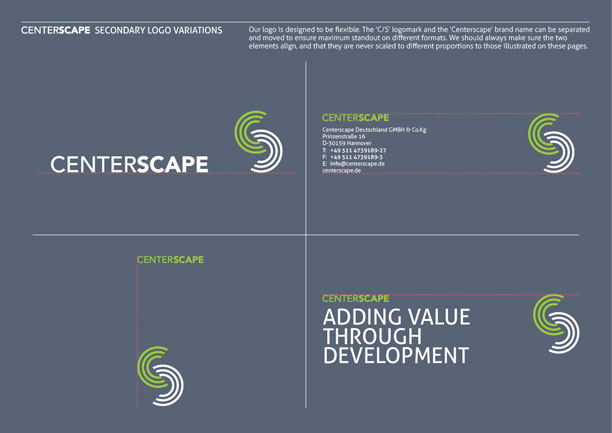 CENTERSCAPE SECONDARY LOGO VARIATIONS
Our logo is designed to be flexible. The 'C/S' logomark and the 'Centerscape' brand name can be separated
and moved to ensure maximum standout on different formats. We should always make sure the two
elements align, and that they are never scaled to different proportions to those illustrated on these pages.
CENTERSCAPE
CENTERSCAPE
Centerscape Deutschland GMBH & Co.Kg
Prinzenstraße 16
D-30159 Hannover
T: +49 511 4739189-27
F: +49 511 4739189-3
E: info@centerscape.de
centerscape.de
CENTERSCAPE
CENTERSCAPE
ADDING VALUE
THROUGH
DEVELOPMENT